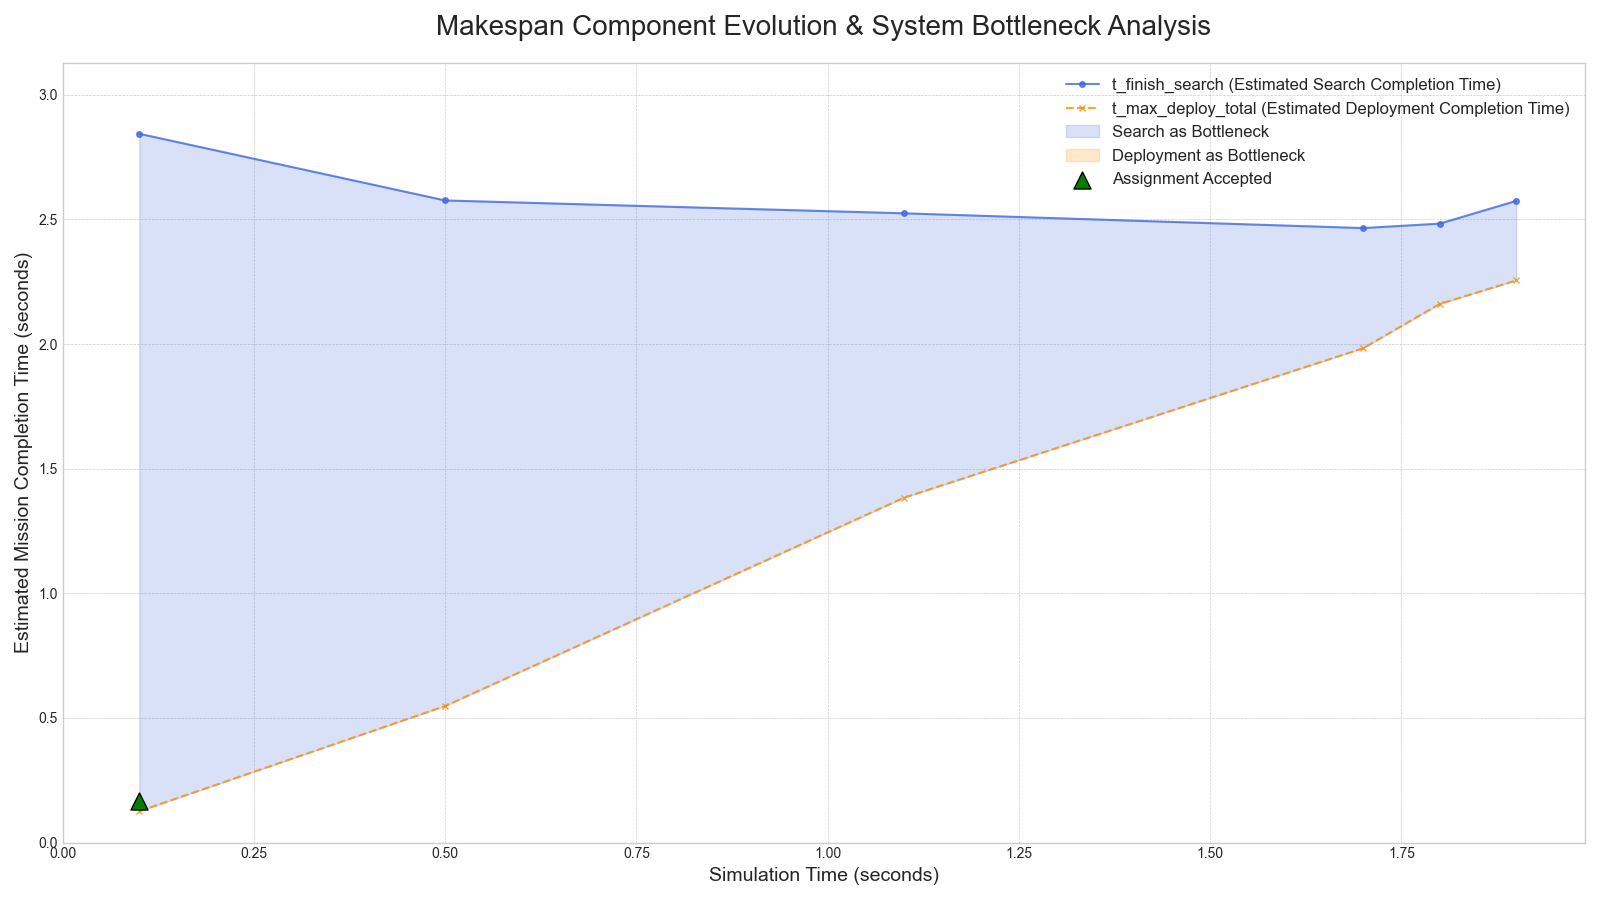 Makespan Component Evolution & System Bottleneck Analysis
t_finish_search (Estimated Search Completion Time)
t_max_deploy_total (Estimated Deployment Completion Time)
Search as Bottleneck
Deployment as Bottleneck
Assignment Accepted
Estimated Mission Completion Time (seconds)
3.0
2.5
2.0
1.5
1.0
0.5
0.0
0.00 0.25 0.50 0.75 1.00 1.25 1.50 1.75
Simulation Time (seconds)